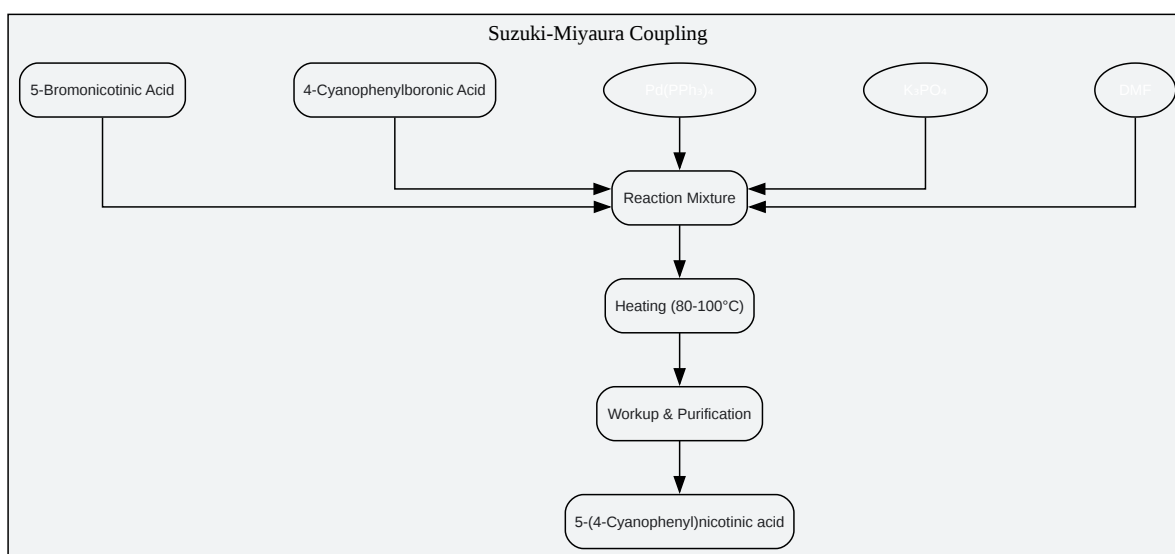 Suzuki-Miyaura Coupling
5-Bromonicotinic Acid
4-Cyanophenylboronic Acid
Pd(PPh₃)₄
K₃PO₄
DMF
Reaction Mixture
Heating (80-100°C)
Workup & Purification
5-(4-Cyanophenyl)nicotinic acid